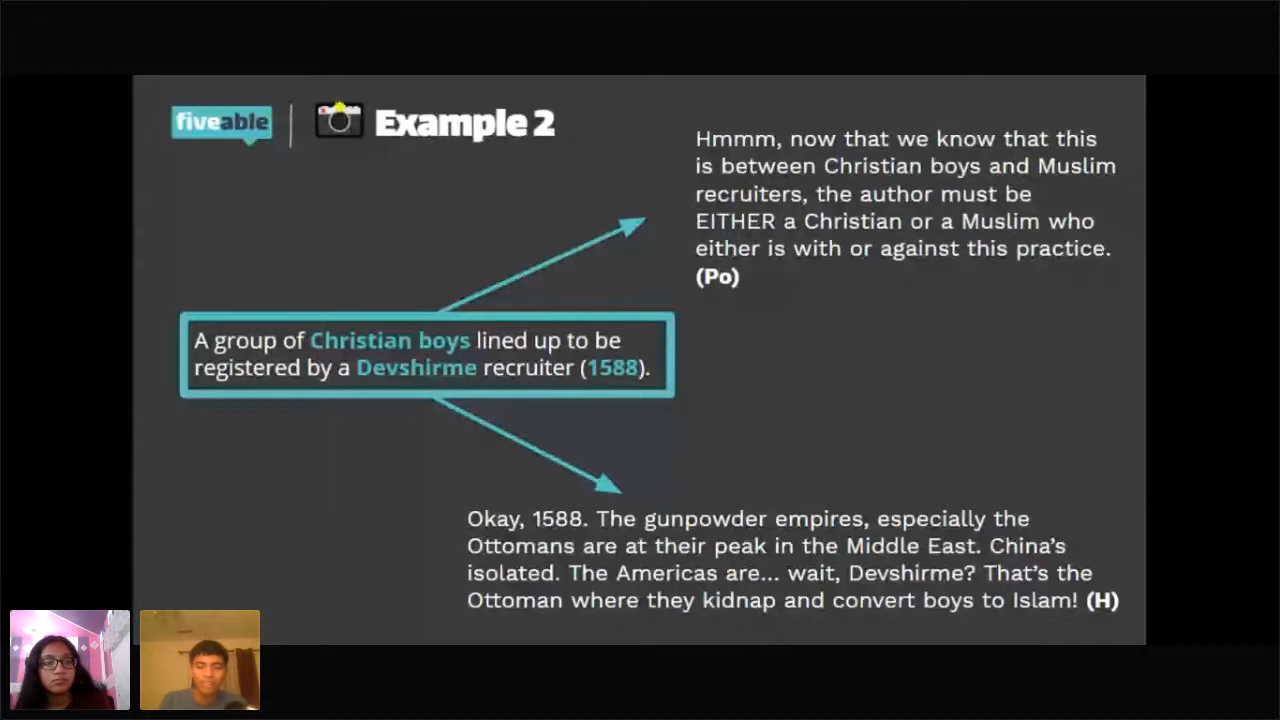 fiveable
Example 2
Hmmm, now that we know that this
is between Christian boys and Muslim
recruiters, the author must be
EITHER a Christian or a Muslim who
either is with or against this practice.
(Po)
A group of Christian boys lined up to be
registered by a Devshirme recruiter (1588).
Okay, 1588. The gunpowder empires, especially the
Ottomans are at their peak in the Middle East. China’s
isolated. The Americas are... wait, Devshirme? That’s the
Ottoman where they kidnap and convert boys to Islam! (H)